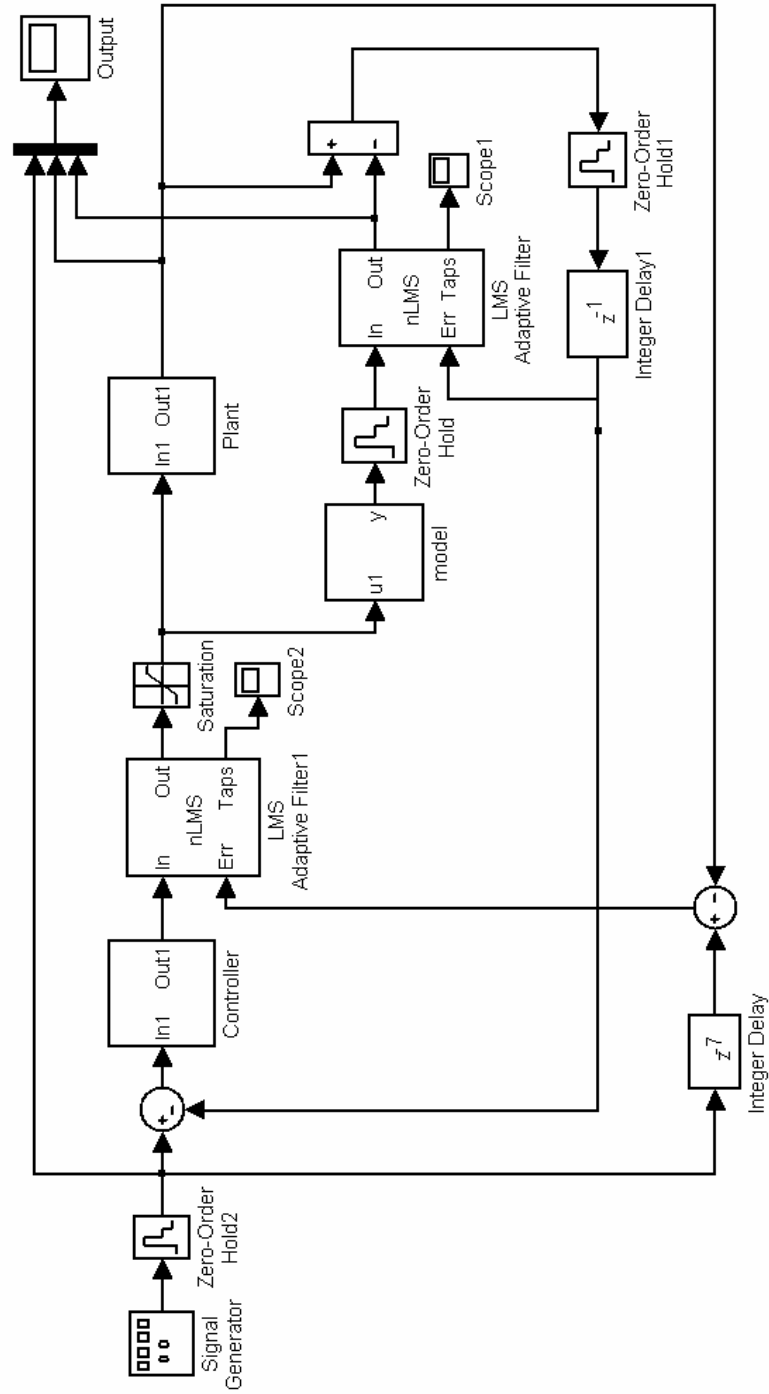 Signal
Generator
Zero-Order
Hold2
+
−
In1 Out1
Controller
In Out
nLMS
Err Taps
LMS
Adaptive Filter1
Scope2
Saturation
In1 Out1
Plant
Output
u1 y
model
Zero-Order
Hold
In Out
nLMS
Err Taps
LMS
Adaptive Filter
Scope1
+
−
Zero-Order
Hold1
z-1
Integer Delay1
z-7
Integer Delay
+
−